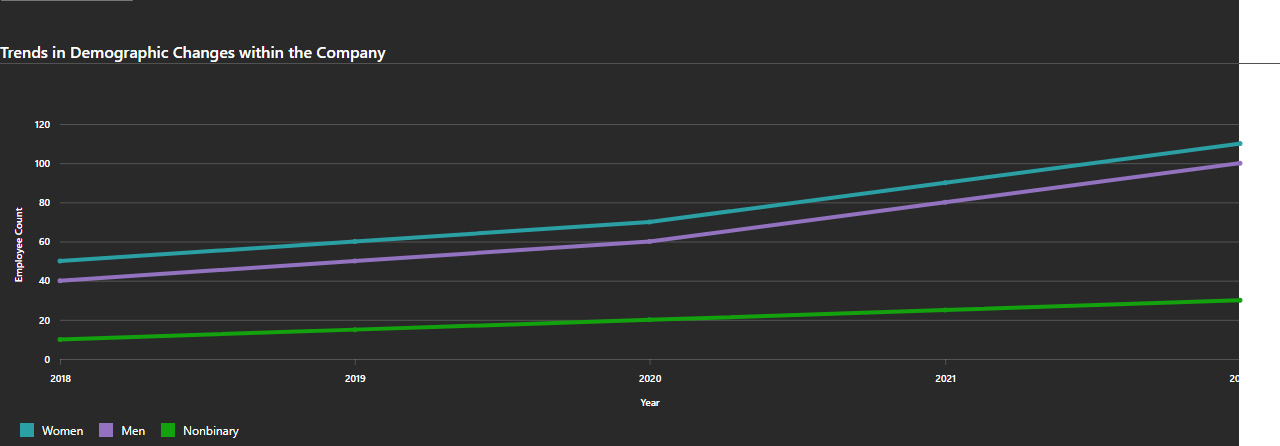 Trends in Demographic Changes within the Company
120
100
80
60
40
20
0
Employee Count
2018 2019 2020 2021
Year
Women Men Nonbinary